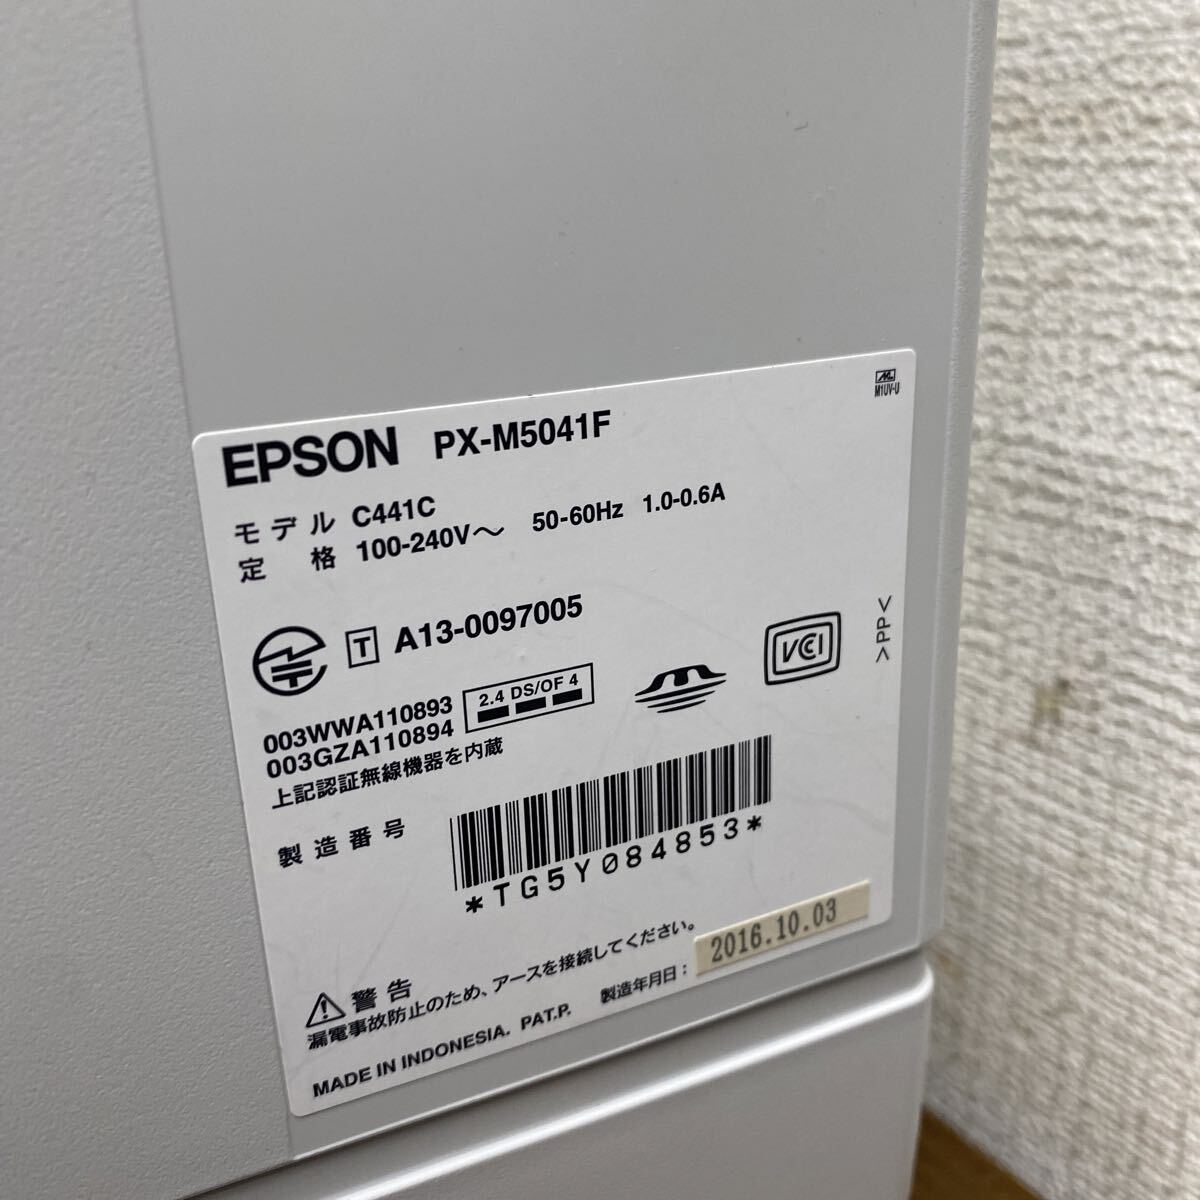 ML
M1UV-U
EPSON PX-M5041F
モデル C441C
定 格 100-240V～ 50-60Hz 1.0-0.6A
T A13-0097005
003WWA110893
003GZA110894
2.4 DS/OF 4
VCCI
>PP<
上記認証無線機器を内蔵
製造番号
*TG5Y084853*
警告
漏電事故防止のため、アースを接続してください。
製造年月日： 2016.10.03
MADE IN INDONESIA. PAT.P.